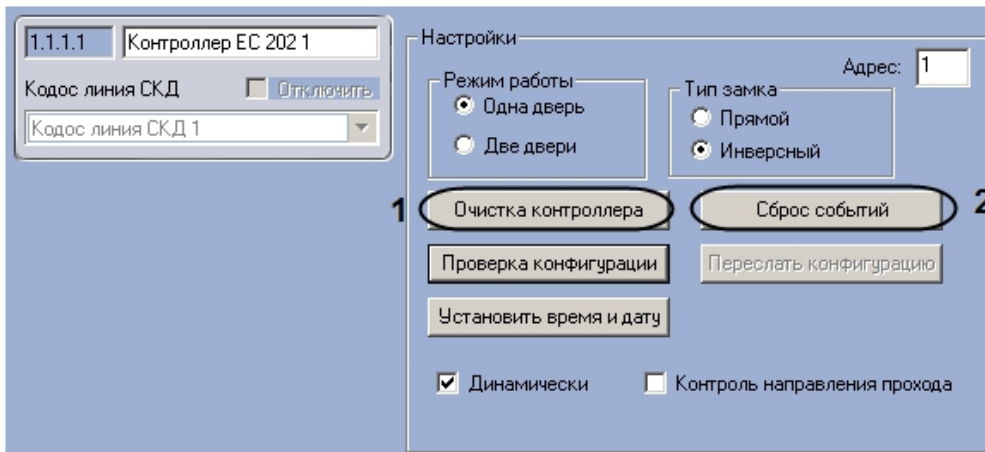 1.1.1.1 Контроллер ЕС 202 1
Кодос линия СКД Отключить
Кодос линия СКД 1
Настройки
Адрес: 1
Режим работы
Одна дверь
Две двери
Тип замка
Прямой
Инверсный
1 Очистка контроллера Сброс событий 2
Проверка конфигурации Переслать конфигурацию
Установить время и дату
Динамически Контроль направления прохода